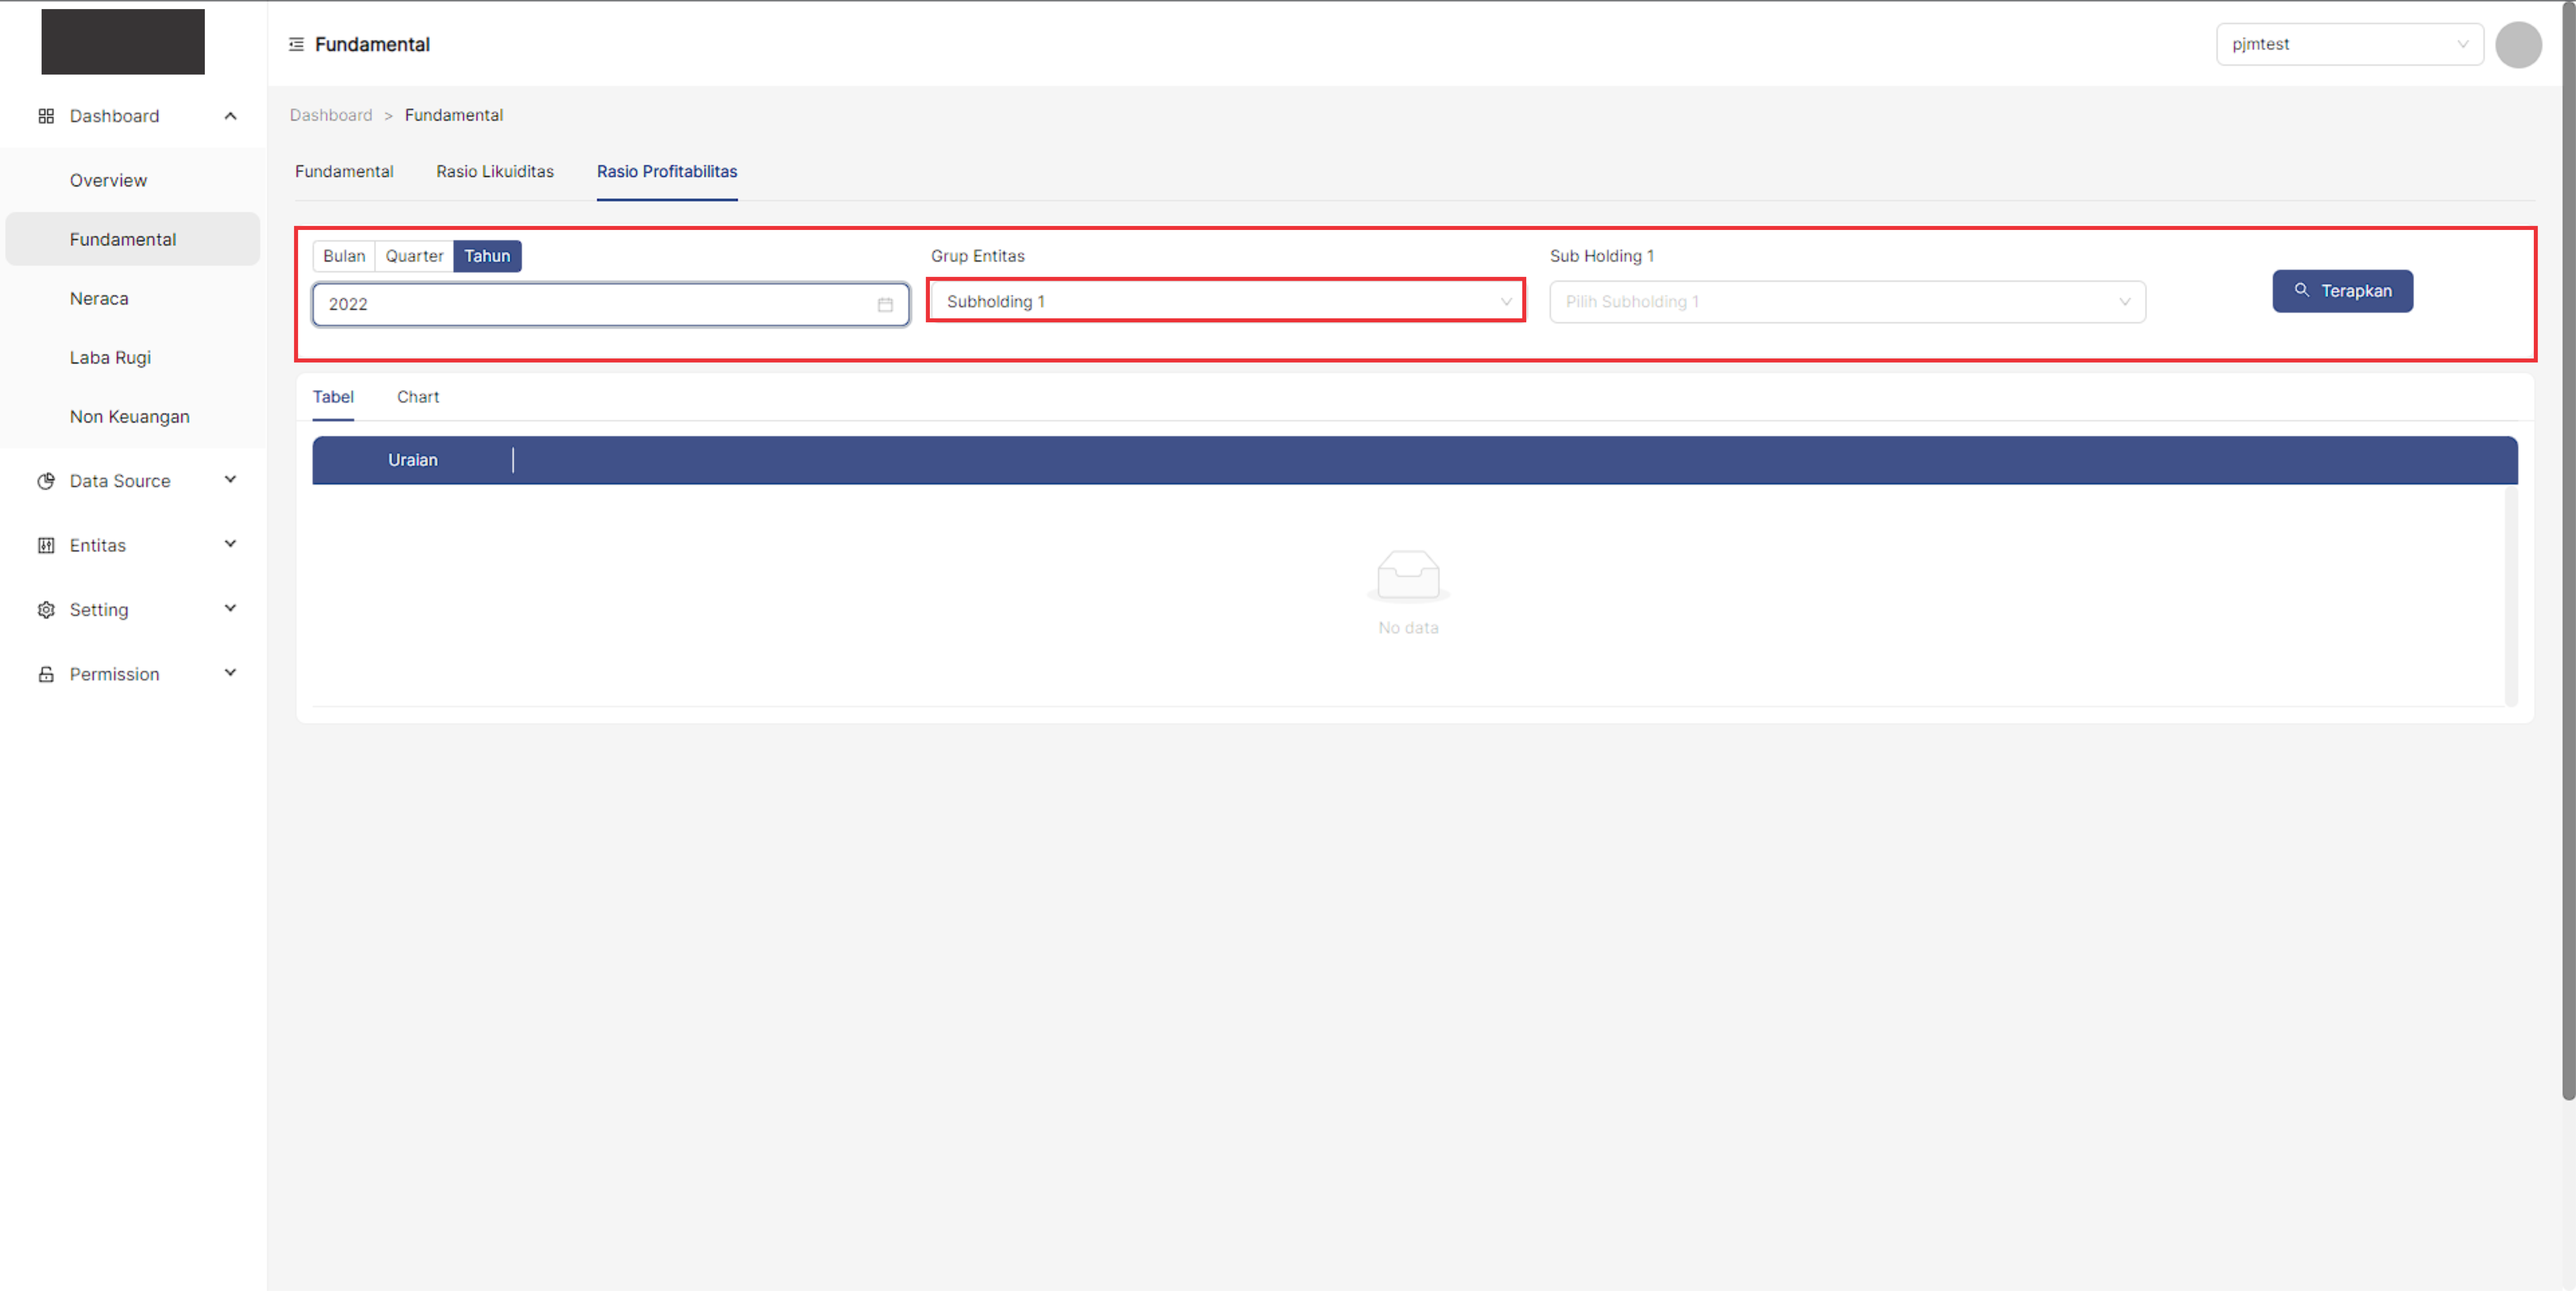 Fundamental
pjmtest
Dashboard
Overview
Fundamental
Neraca
Laba Rugi
Non Keuangan
Data Source
Entitas
Setting
Permission
Dashboard > Fundamental
Fundamental Rasio Likuiditas Rasio Profitabilitas
Bulan Quarter Tahun
2022
Grup Entitas
Subholding 1
Sub Holding 1
Pilih Subholding 1
Terapkan
Tabel Chart
Uraian
No data